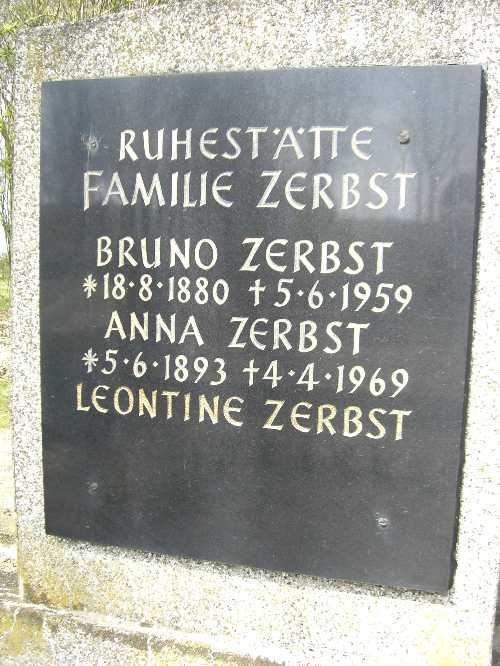 RUHESTÄTTE
FAMILIE ZERBST
BRUNO ZERBST
*18·8·1880 †5·6·1959
ANNA ZERBST
*5·6·1893 †4·4·1969
LEONTINE ZERBST